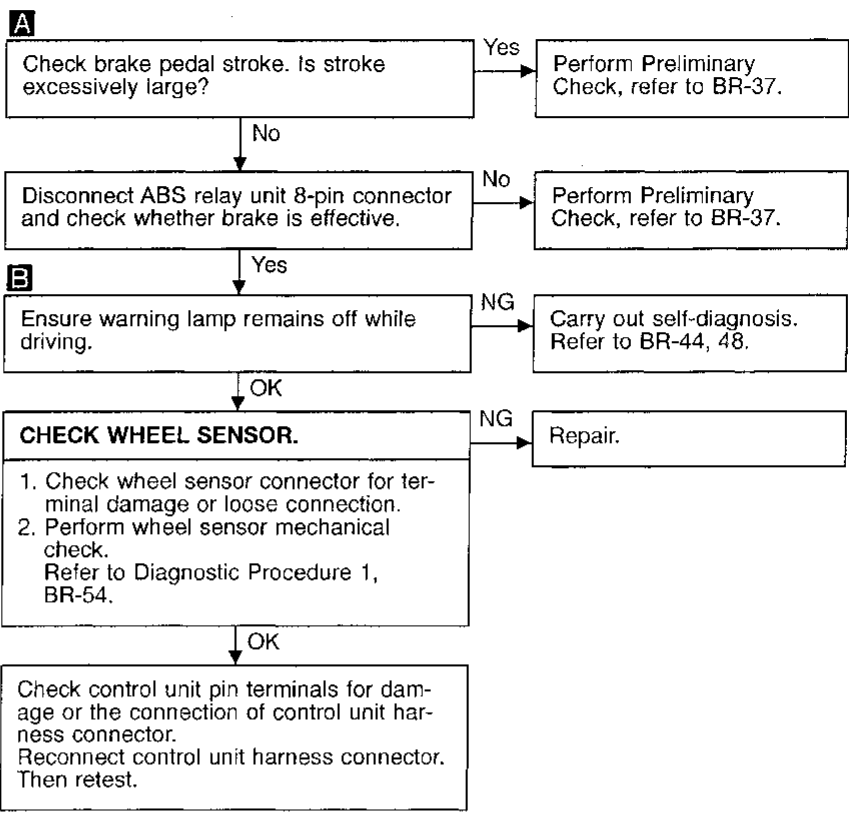 A
Check brake pedal stroke. Is stroke
excessively large?
Yes
Perform Preliminary
Check, refer to BR-37.
No
Disconnect ABS relay unit 8-pin connector
and check whether brake is effective.
No
Perform Preliminary
Check, refer to BR-37.
Yes
B
Ensure warning lamp remains off while
driving.
NG
Carry out self-diagnosis.
Refer to BR-44, 48.
OK
CHECK WHEEL SENSOR.
NG
Repair.
1. Check wheel sensor connector for ter-
minal damage or loose connection.
2. Perform wheel sensor mechanical
check.
Refer to Diagnostic Procedure 1,
BR-54.
OK
Check control unit pin terminals for dam-
age or the connection of control unit har-
ness connector.
Reconnect control unit harness connector.
Then retest.